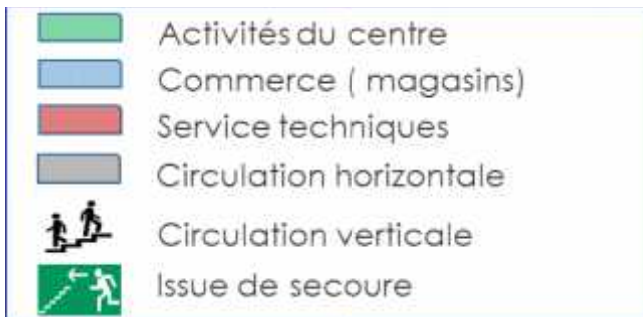 Activités du centre
Commerce ( magasins)
Service techniques
Circulation horizontale
Circulation verticale
Issue de secoure